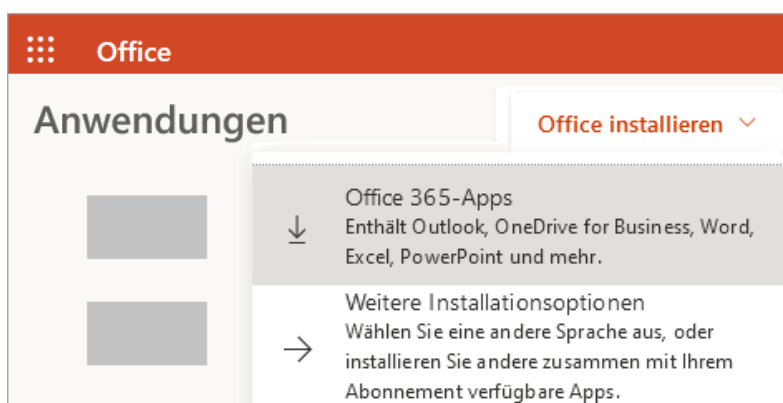 Office
Anwendungen
Office installieren
Office 365-Apps
Enthält Outlook, OneDrive for Business, Word,
Excel, PowerPoint und mehr.
Weitere Installationsoptionen
Wählen Sie eine andere Sprache aus, oder
installieren Sie andere zusammen mit Ihrem
Abonnement verfügbare Apps.